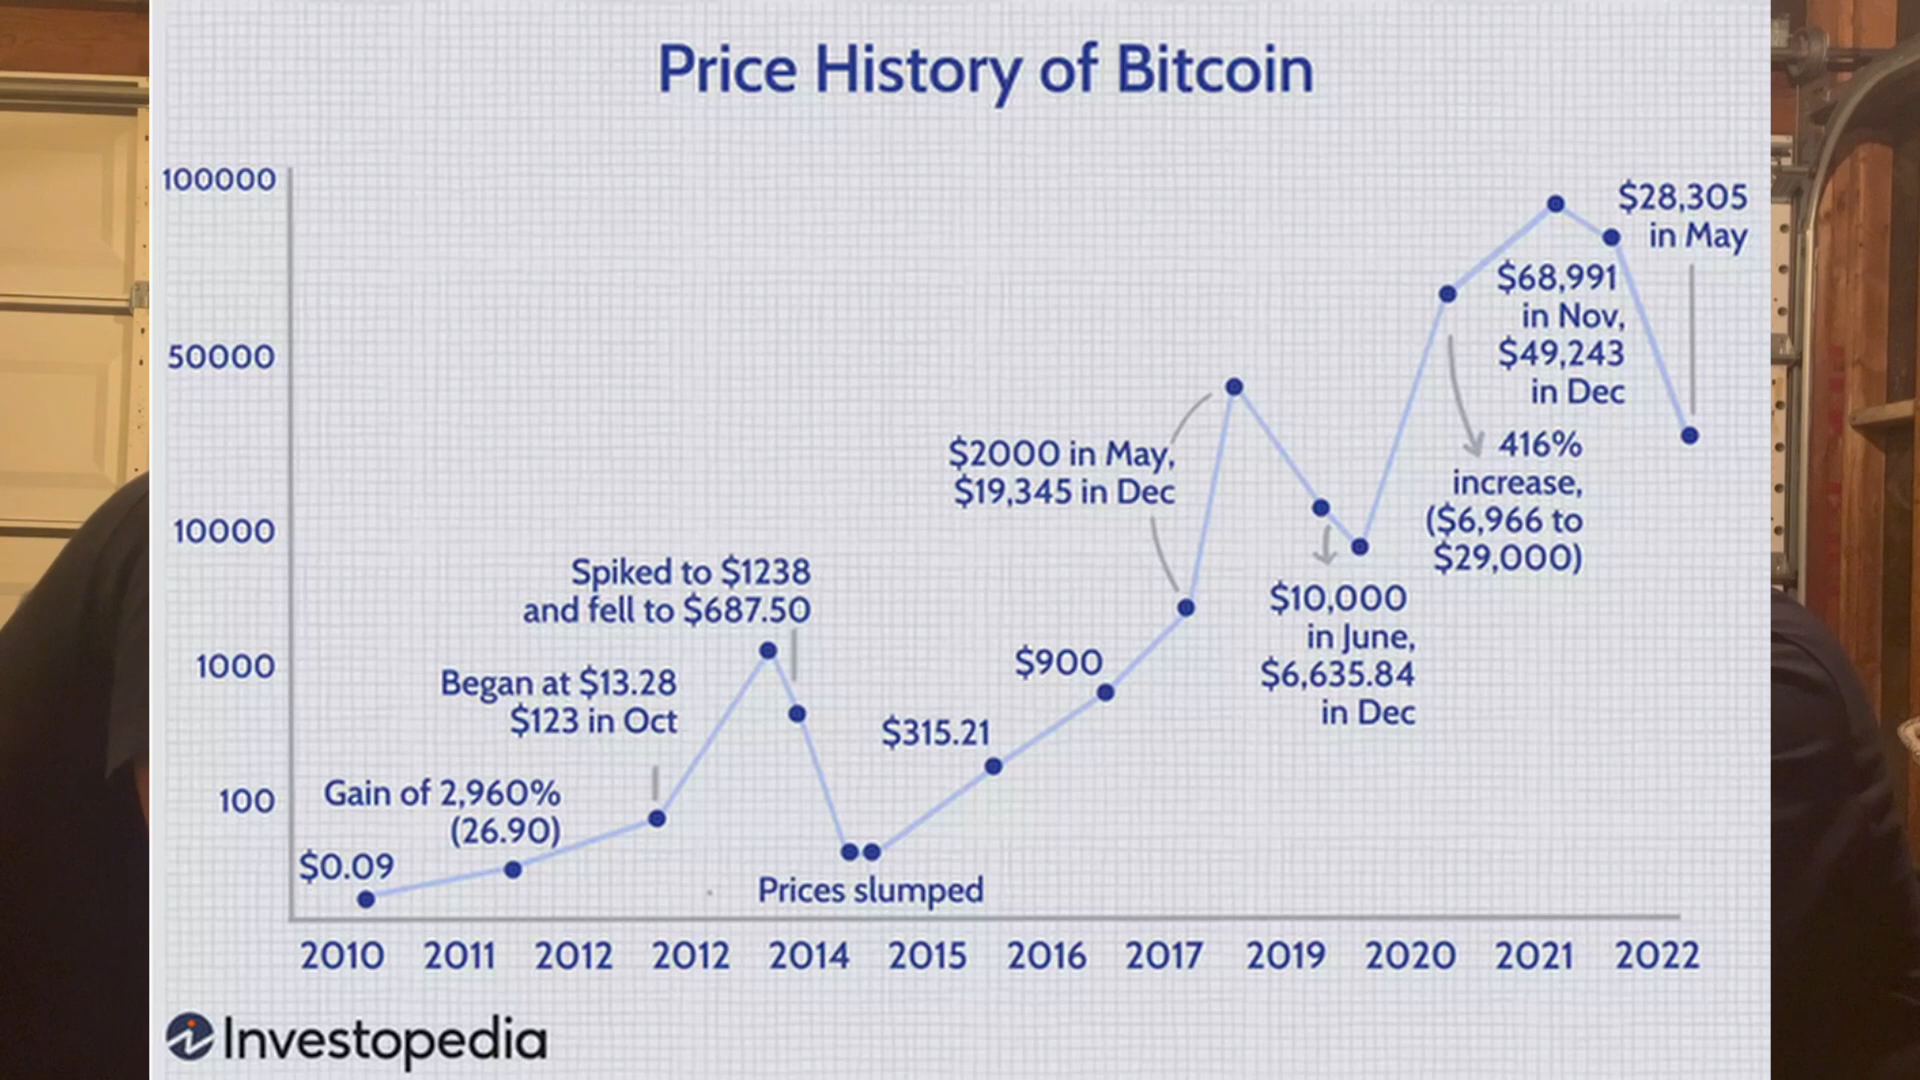 Price History of Bitcoin
100000
50000
10000
1000
100
$0.09
Gain of 2,960%
(26.90)
Began at $13.28
$123 in Oct
Spiked to $1238
and fell to $687.50
Prices slumped
$315.21
$900
$2000 in May,
$19,345 in Dec
$10,000
in June,
$6,635.84
in Dec
416%
increase,
($6,966 to
$29,000)
$68,991
in Nov,
$49,243
in Dec
$28,305
in May
2010 2011 2012 2012 2014 2015 2016 2017 2019 2020 2021 2022
Investopedia